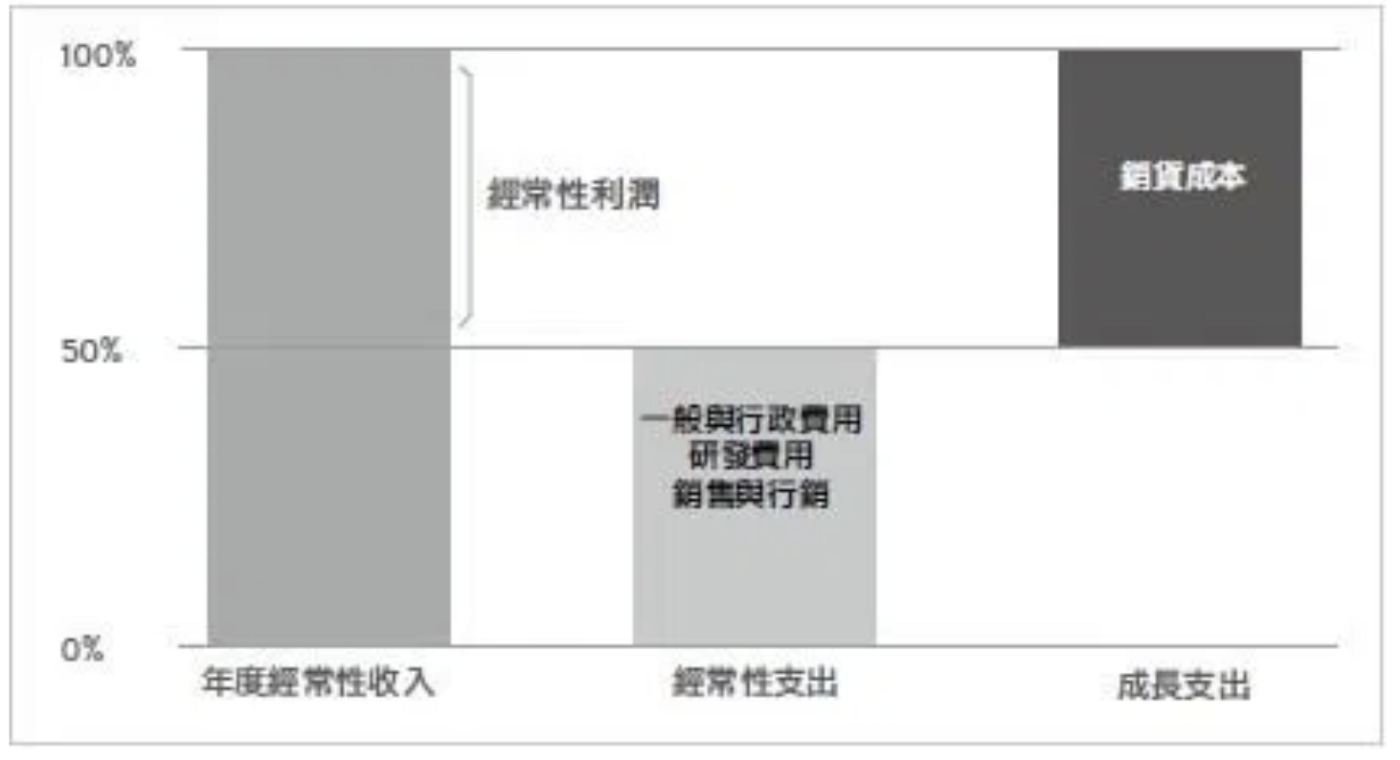 100%
經常性利潤
銷貨成本
50%
一般與行政費用
研發費用
銷售與行銷
0%
年度經常性收入
經常性支出
成長支出